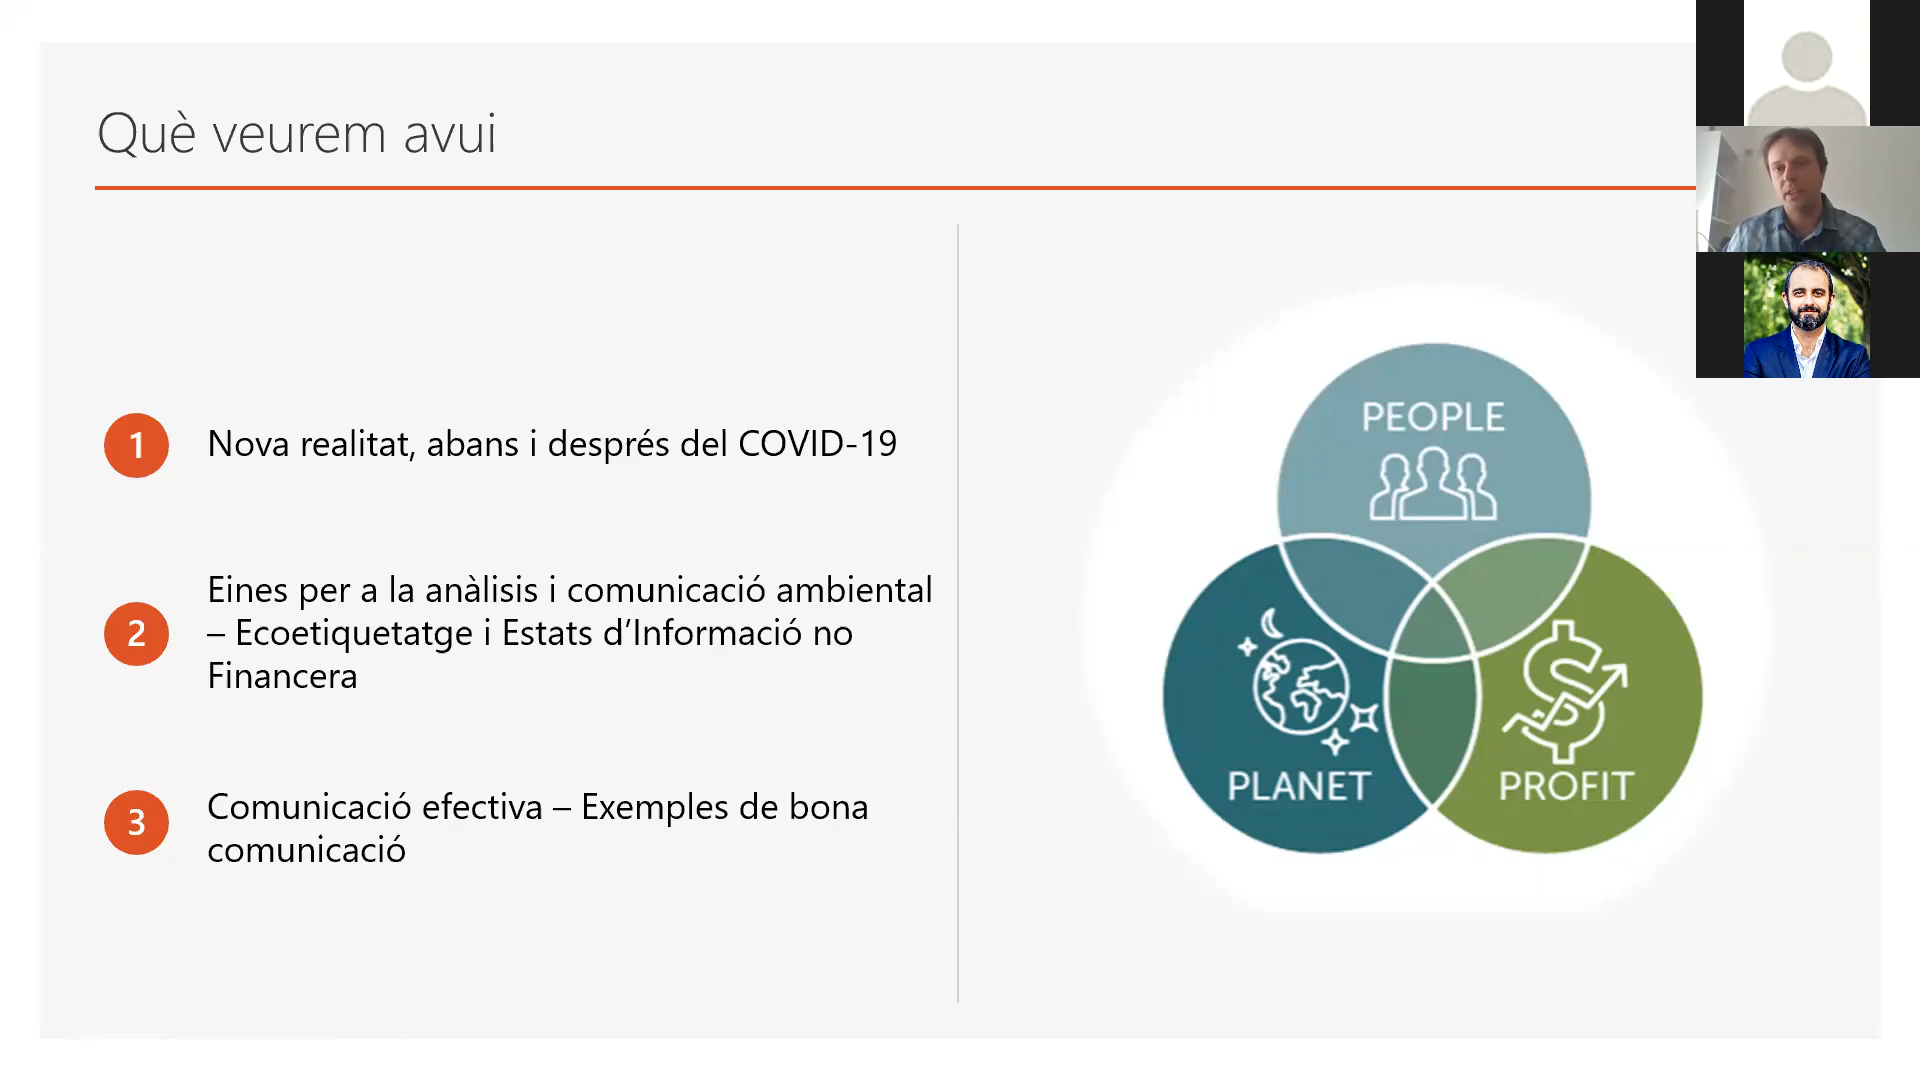 Què veurem avui
1
Nova realitat, abans i després del COVID-19
2
Eines per a la anàlisis i comunicació ambiental
– Ecoetiquetatge i Estats d’Informació no
Financera
3
Comunicació efectiva – Exemples de bona
comunicació
PEOPLE
PLANET
PROFIT